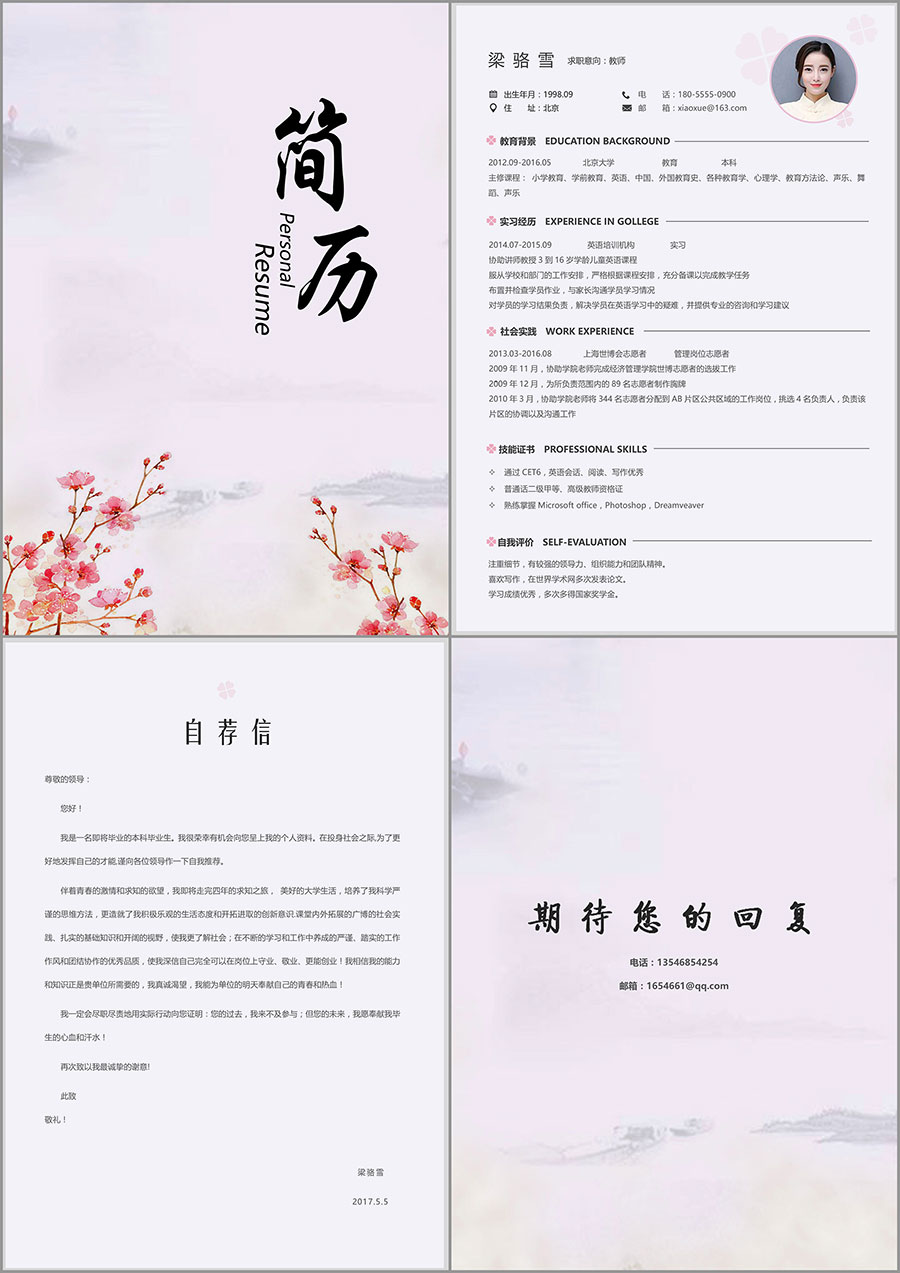 简历
Personal
Resume
梁骆雪 求职意向：教师
出生年月：1998.09 电 话：180-5555-0900
住 址：北京 邮 箱：xiaoxue@163.com
教育背景 EDUCATION BACKGROUND
2012.09-2016.05 北京大学 教育 本科
主修课程： 小学教育、学前教育、英语、中国、外国教育史、各种教育学、心理学、教育方法论、声乐、舞
蹈、声乐
实习经历 EXPERIENCE IN GOLLEGE
2014.07-2015.09 英语培训机构 实习
协助讲师教授 3 到 16 岁学龄儿童英语课程
服从学校和部门的工作安排，严格根据课程安排，充分备课以完成教学任务
布置并检查学员作业，与家长沟通学员学习情况
对学员的学习结果负责，解决学员在英语学习中的疑难，并提供专业的咨询和学习建议
社会实践 WORK EXPERIENCE
2013.03-2016.08 上海世博会志愿者 管理岗位志愿者
2009 年 11 月，协助学院老师完成经济管理学院世博志愿者的选拔工作
2009 年 12 月，为所负责范围内的 89 名志愿者制作胸牌
2010 年 3 月，协助学院老师将 344 名志愿者分配到 AB 片区公共区域的工作岗位，挑选 4 名负责人，负责该
片区的协调以及沟通工作
技能证书 PROFESSIONAL SKILLS
通过 CET6，英语会话、阅读、写作优秀
普通话二级甲等、高级教师资格证
熟练掌握 Microsoft office，Photoshop，Dreamveaver
自我评价 SELF-EVALUATION
注重细节，有较强的领导力、组织能力和团队精神。
喜欢写作，在世界学术网多次发表论文。
学习成绩优秀，多次多得国家奖学金。
自荐信
尊敬的领导：
您好！
我是一名即将毕业的本科毕业生。我很荣幸有机会向您呈上我的个人资料。在投身社会之际,为了更
好地发挥自己的才能,谨向各位领导作一下自我推荐。
伴着青春的激情和求知的欲望，我即将走完四年的求知之旅， 美好的大学生活，培养了我科学严
谨的思维方法，更造就了我积极乐观的生活态度和开拓进取的创新意识.课堂内外拓展的广博的社会实
践、扎实的基础知识和开阔的视野，使我更了解社会；在不断的学习和工作中养成的严谨、踏实的工作
作风和团结协作的优秀品质，使我深信自己完全可以在岗位上守业、敬业、更能创业！我相信我的能力
和知识正是贵单位所需要的，我真诚渴望，我能为单位的明天奉献自己的青春和热血！
我一定会尽职尽责地用实际行动向您证明：您的过去，我来不及参与；但您的未来，我愿奉献我毕
生的心血和汗水！
再次致以我最诚挚的谢意!
此致
敬礼！
梁骆雪
2017.5.5
期待您的回复
电话：13546854254
邮箱：1654661@qq.com